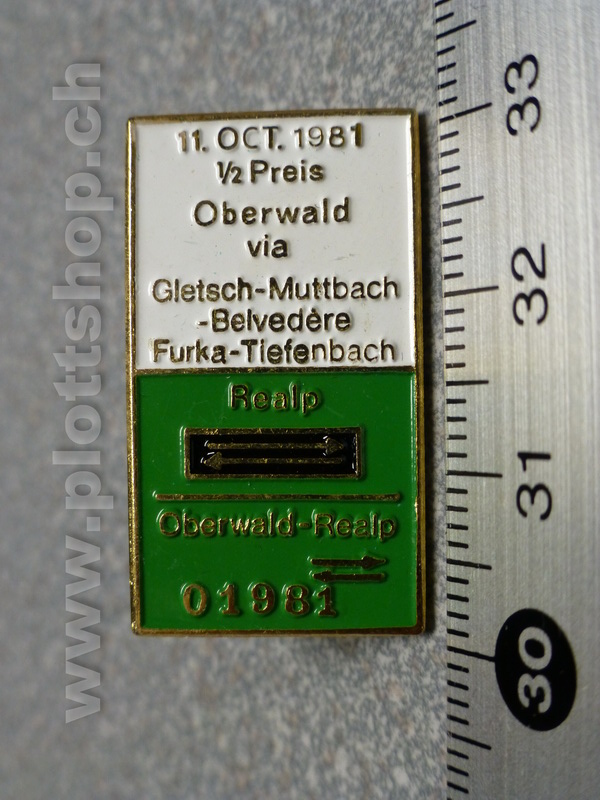 11. OCT. 1981
1/2 Preis
Oberwald
via
Gletsch-Muttbach
-Belvedère
Furka-Tiefenbach
Realp
Oberwald-Realp
01981
33
32
31
30
www.plottshop.ch